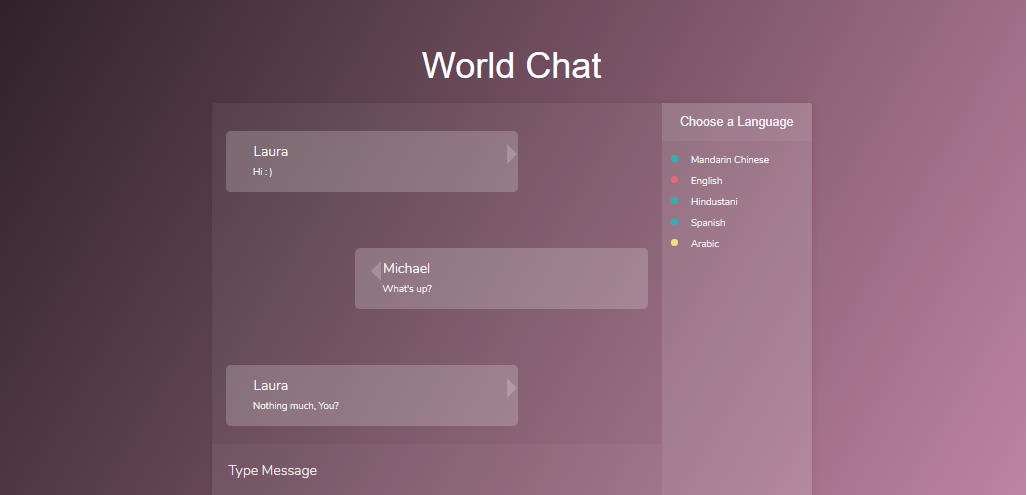 World Chat
Choose a Language
Laura
Hi : )
Michael
What's up?
Laura
Nothing much, You?
Type Message
Mandarin Chinese
English
Hindustani
Spanish
Arabic